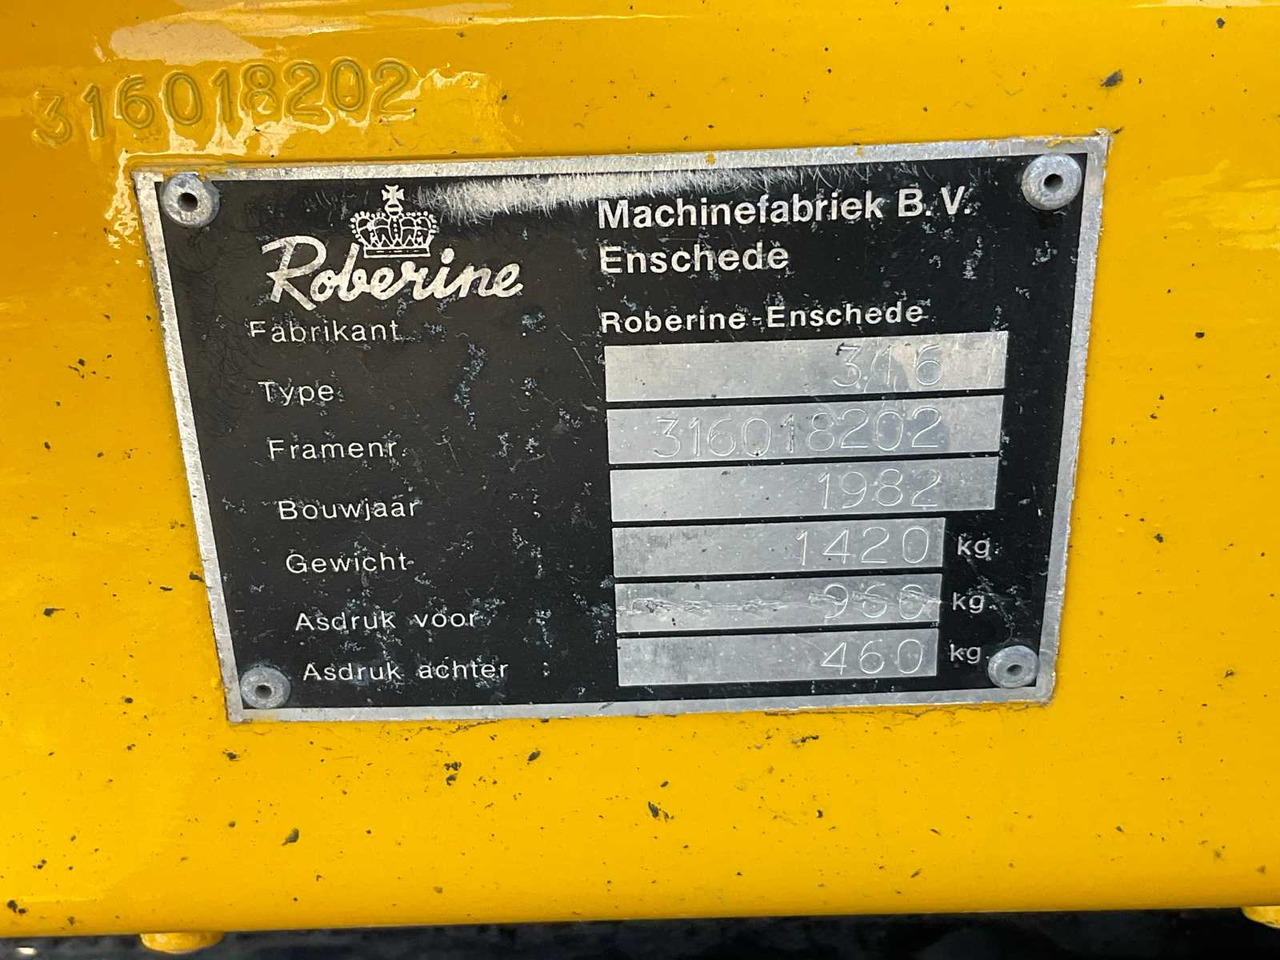 316018202
Roberine
Machinefabriek B.V.
Enschede
Fabrikant Roberine-Enschede
Type 316
Framenr. 316018202
Bouwjaar 1982
Gewicht 1420 kg.
Asdruk voor 960 kg.
Asdruk achter : 460 kg.